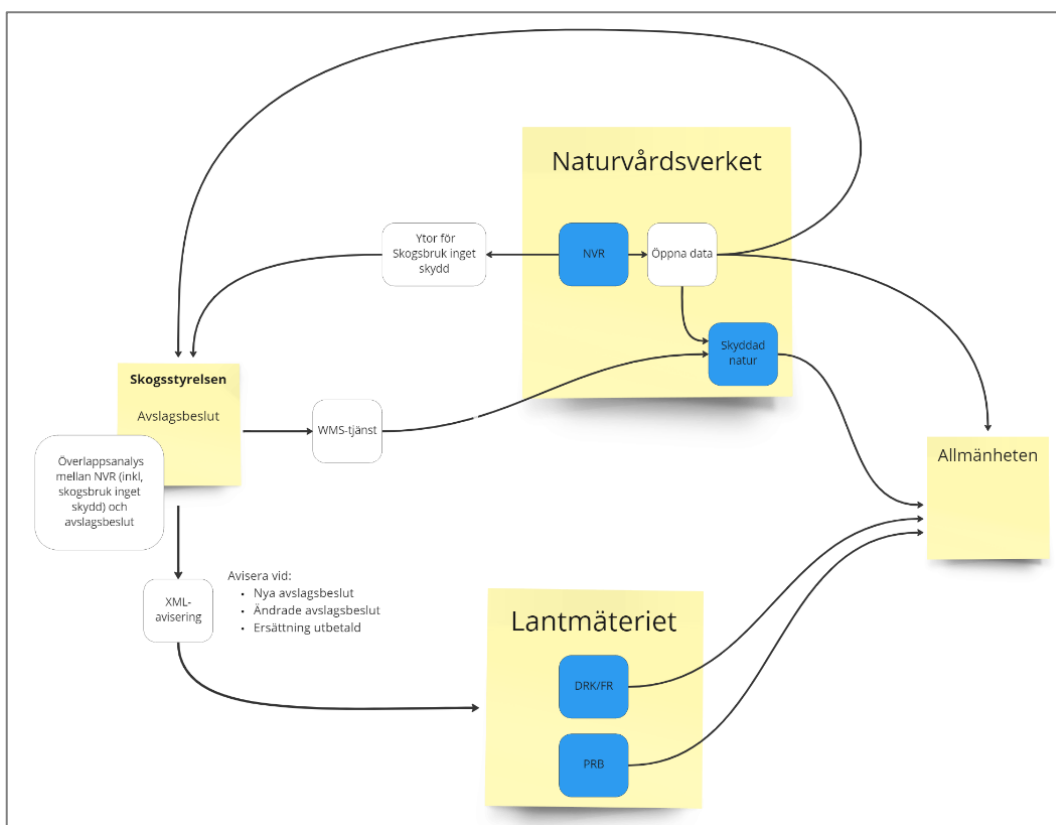 Naturvårdsverket
Ytor för
Skogsbruk inget
skydd
NVR
Öppna data
Skyddad
natur
Skogsstyrelsen
Avslagsbeslut
WMS-tjänst
Överlappsanalys
mellan NVR (inkl,
skogsbruk inget
skydd) och
avslagsbeslut
Allmänheten
XML-
avisering
Avisera vid:
• Nya avslagsbeslut
• Ändrade avslagsbeslut
• Ersättning utbetald
Lantmäteriet
DRK/FR
PRB